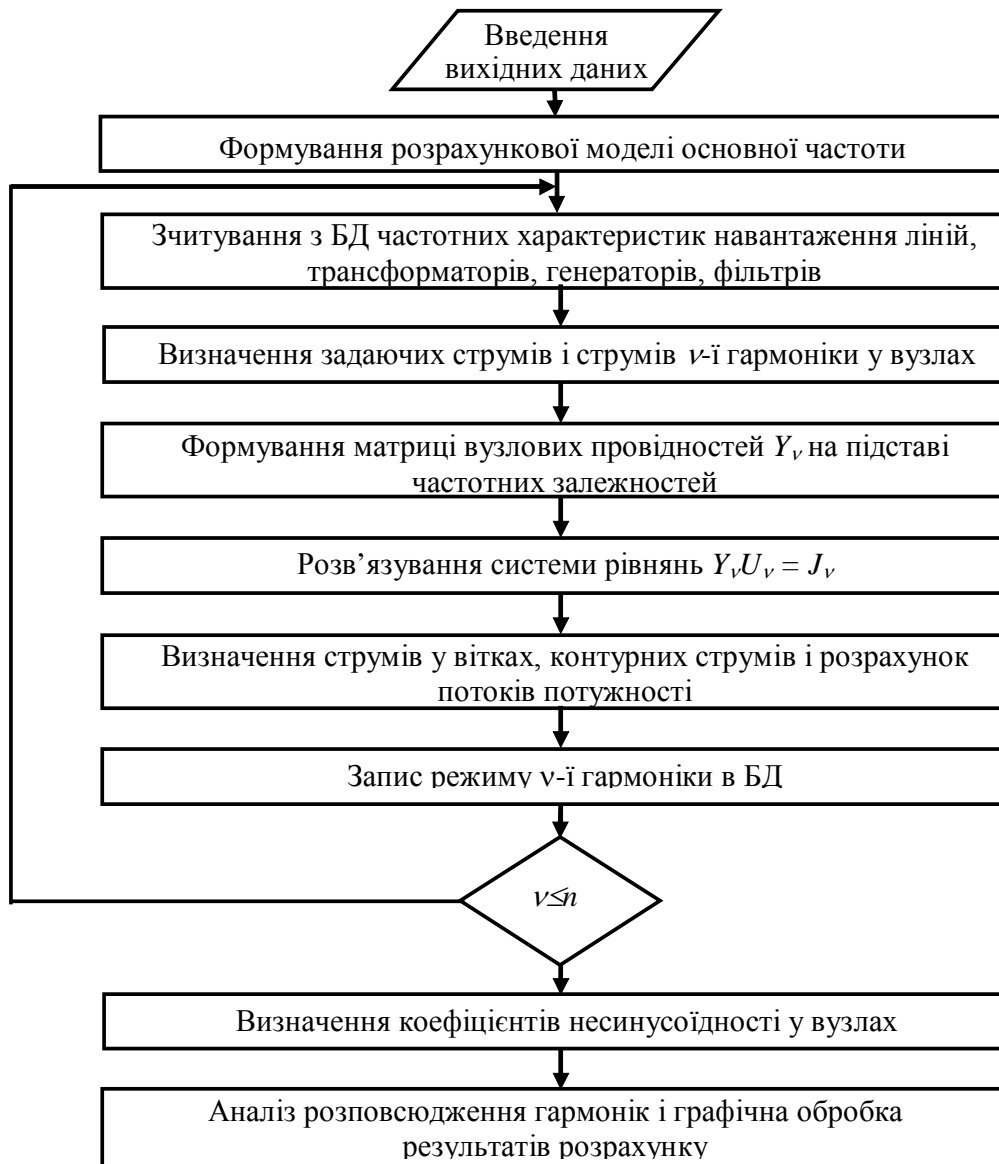 Введення
вихідних даних
Формування розрахункової моделі основної частоти
Зчитування з БД частотних характеристик навантаження ліній,
трансформаторів, генераторів, фільтрів
Визначення задаючих струмів і струмів ν-ї гармоніки у вузлах
Формування матриці вузлових провідностей Yν на підставі
частотних залежностей
Розв’язування системи рівнянь YνUν = Jν
Визначення струмів у вітках, контурних струмів і розрахунок
потоків потужності
Запис режиму ν-ї гармоніки в БД
ν≤n
Визначення коефіцієнтів несинусоїдності у вузлах
Аналіз розповсюдження гармонік і графічна обробка
результатів розрахунку